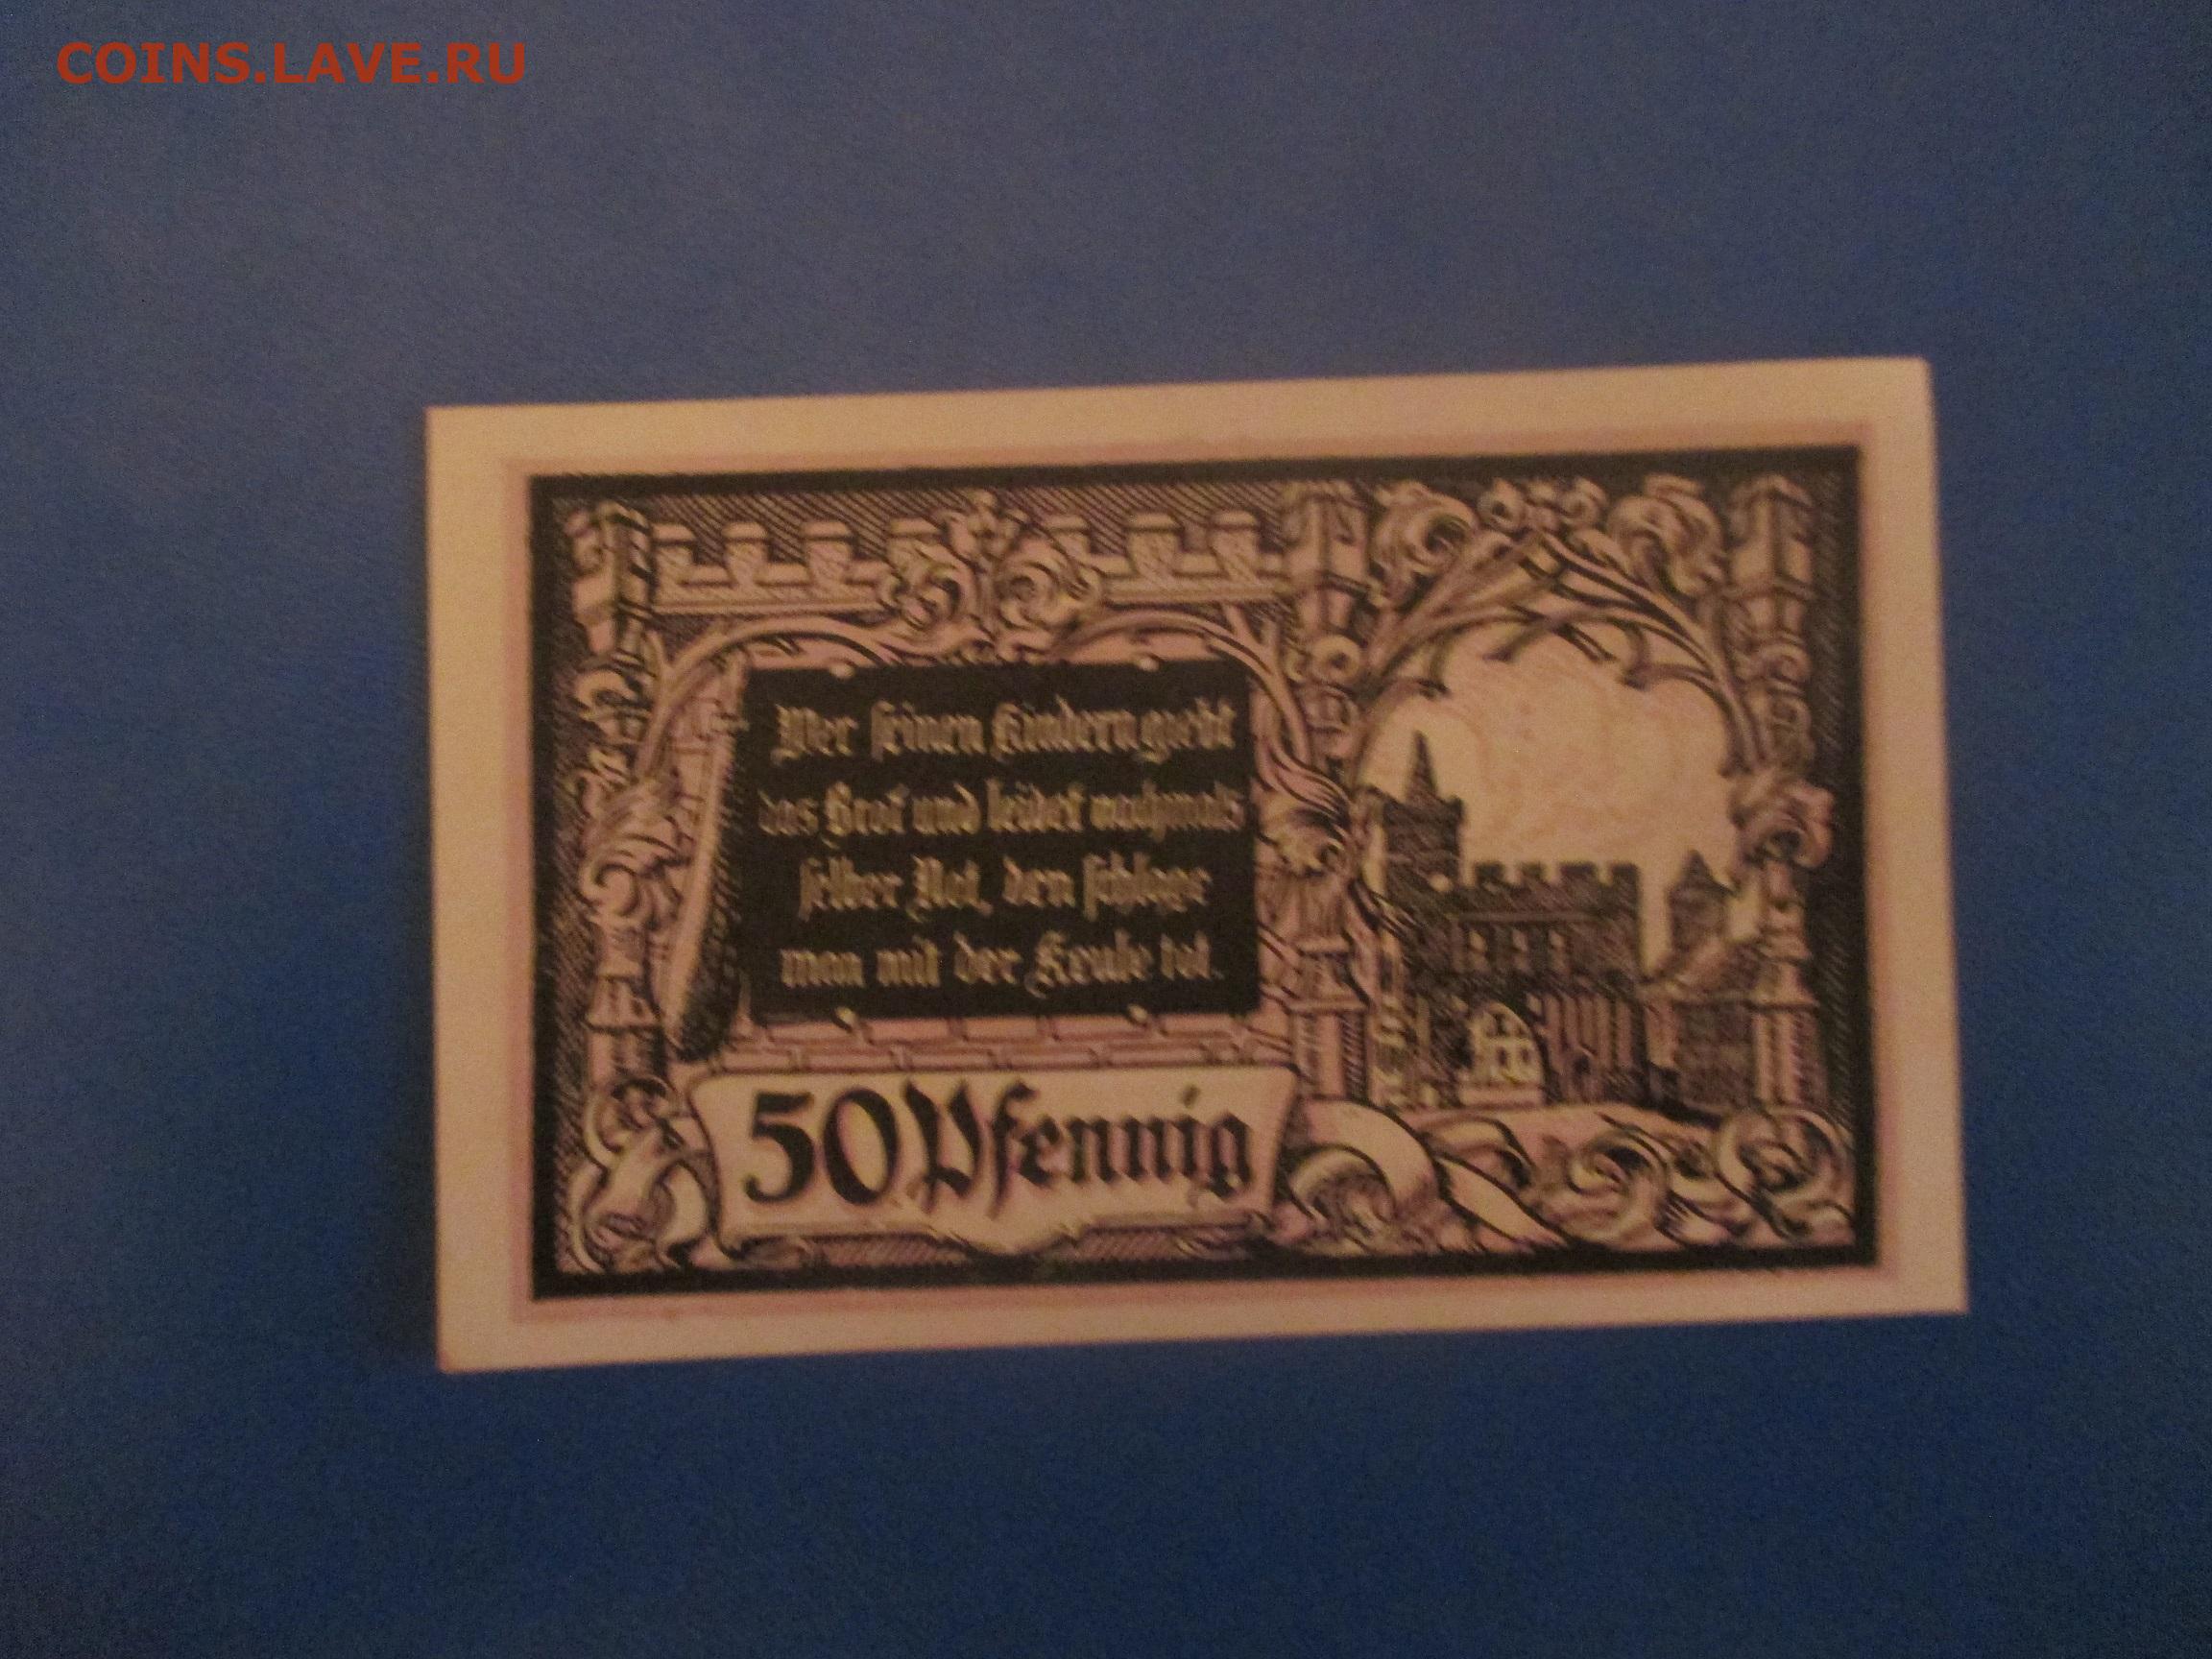 COINS.LAVE.RU
Wer seinen Kindern giebt
das Brot und leidet nachmals
selber Not, den schlage
man mit der Keule tot.
50 Pfennig